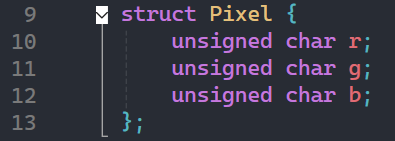 9 struct Pixel {
10 unsigned char r;
11 unsigned char g;
12 unsigned char b;
13 };